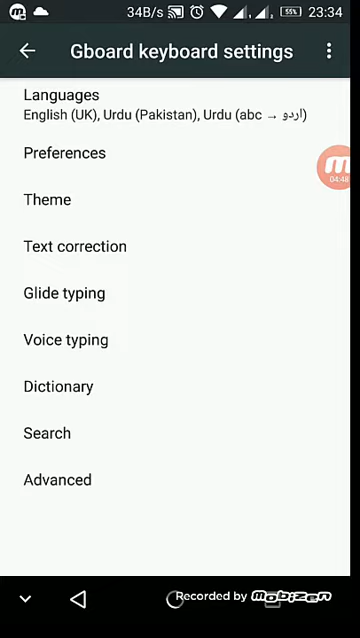 34B/s 55% 23:34
Gboard keyboard settings
Languages
English (UK), Urdu (Pakistan), Urdu (abc → اردو)
Preferences
04:48
Theme
Text correction
Glide typing
Voice typing
Dictionary
Search
Advanced
Recorded by mobizen